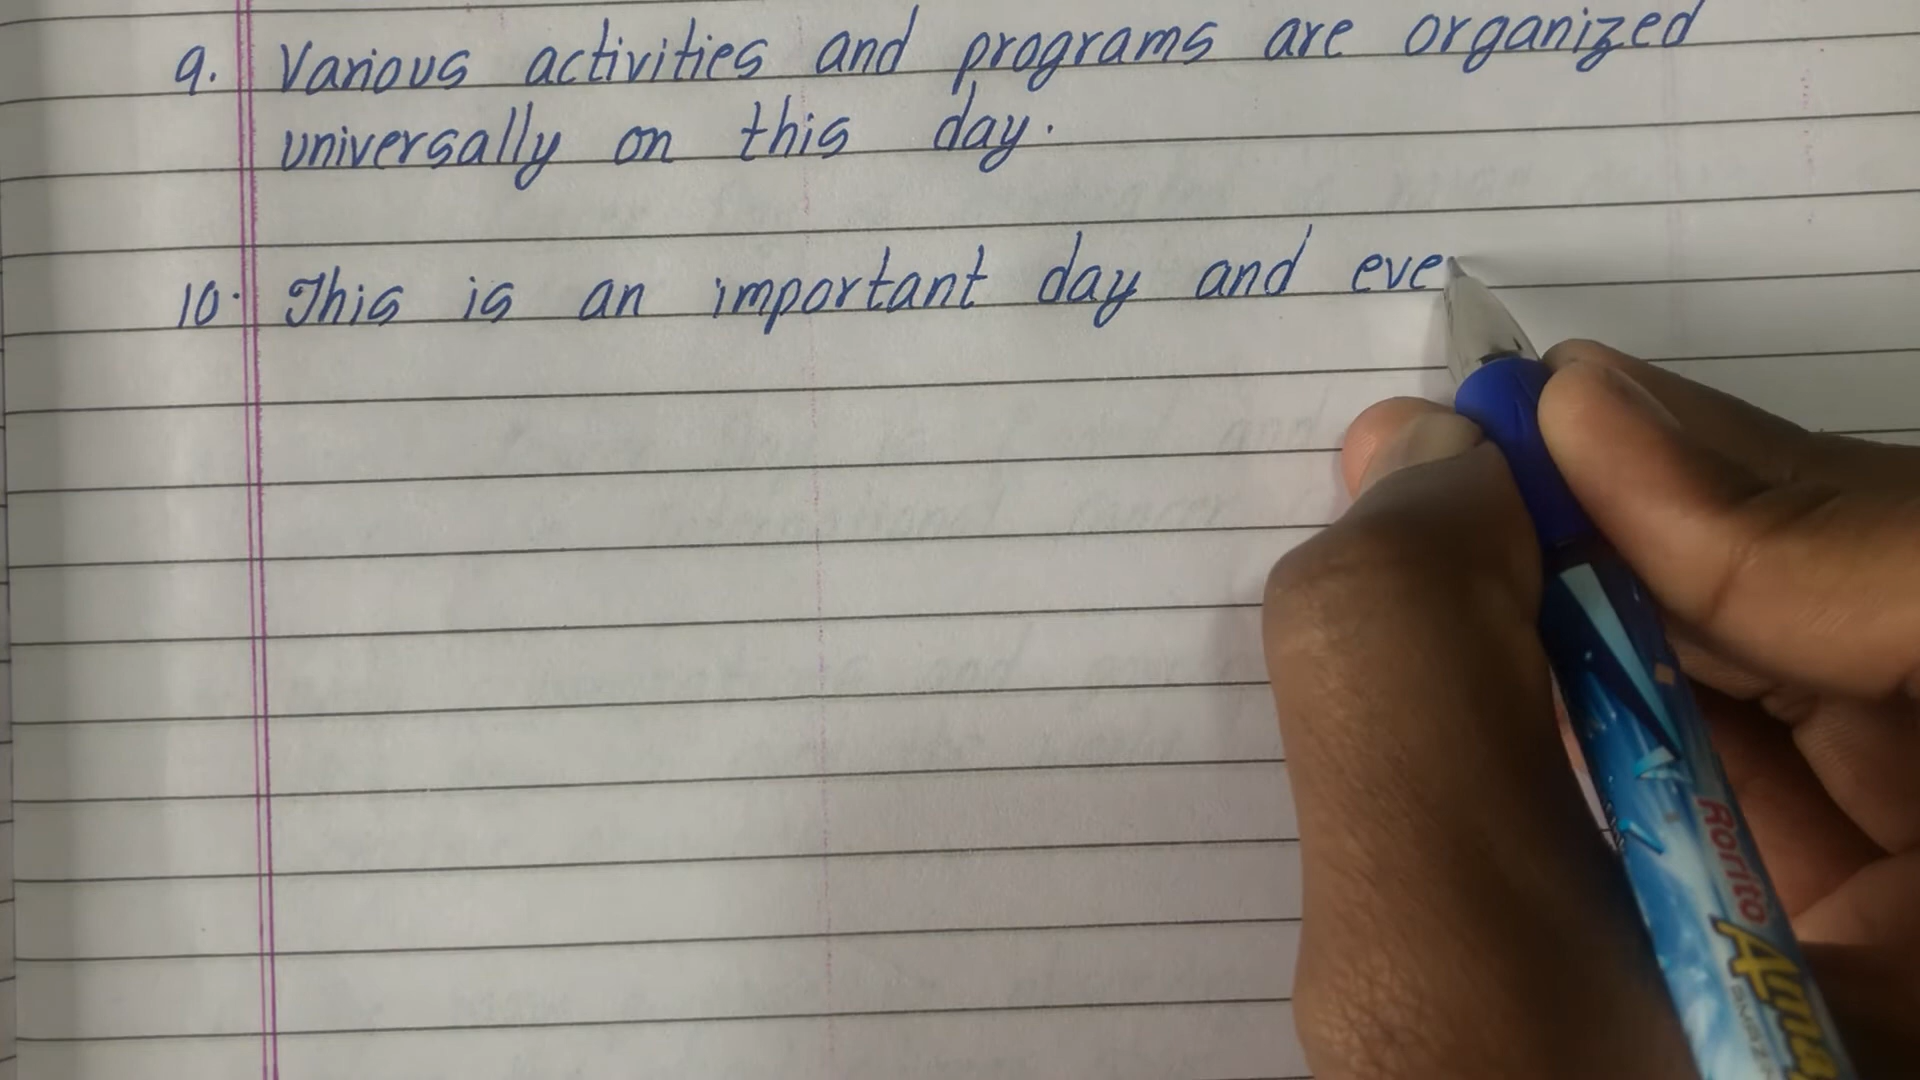 9. Various activities and programs are organized
universally on this day.
10. This is an important day and eve
Rorito